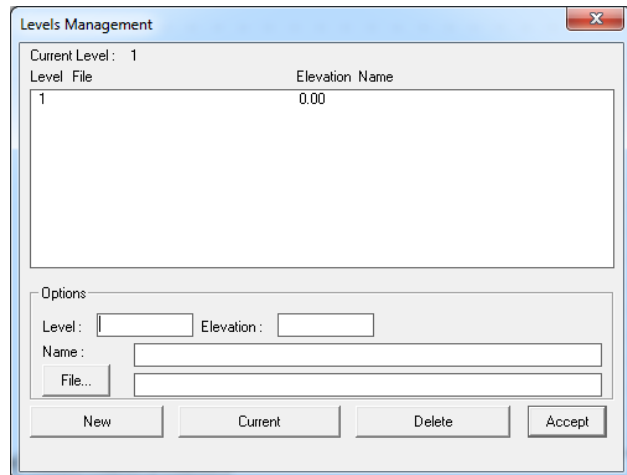 Levels Management
Current Level : 1
Level File Elevation Name
1 0.00
Options
Level : Elevation :
Name :
File...
New Current Delete Accept